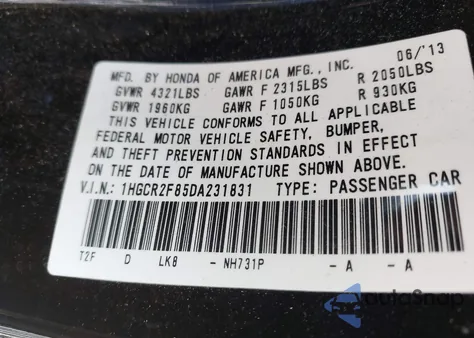 06/'13
MFD. BY HONDA OF AMERICA MFG., INC.
GVWR 4321LBS GAWR F 2315LBS R 2050LBS
GVWR 1960KG GAWR F 1050KG R 930KG
THIS VEHICLE CONFORMS TO ALL APPLICABLE
FEDERAL MOTOR VEHICLE SAFETY, BUMPER,
AND THEFT PREVENTION STANDARDS IN EFFECT
ON THE DATE OF MANUFACTURE SHOWN ABOVE.
V.I.N.: 1HGCR2F85DA231831 TYPE: PASSENGER CAR
T2F D LK8 - NH731P - A - A
autoSnap